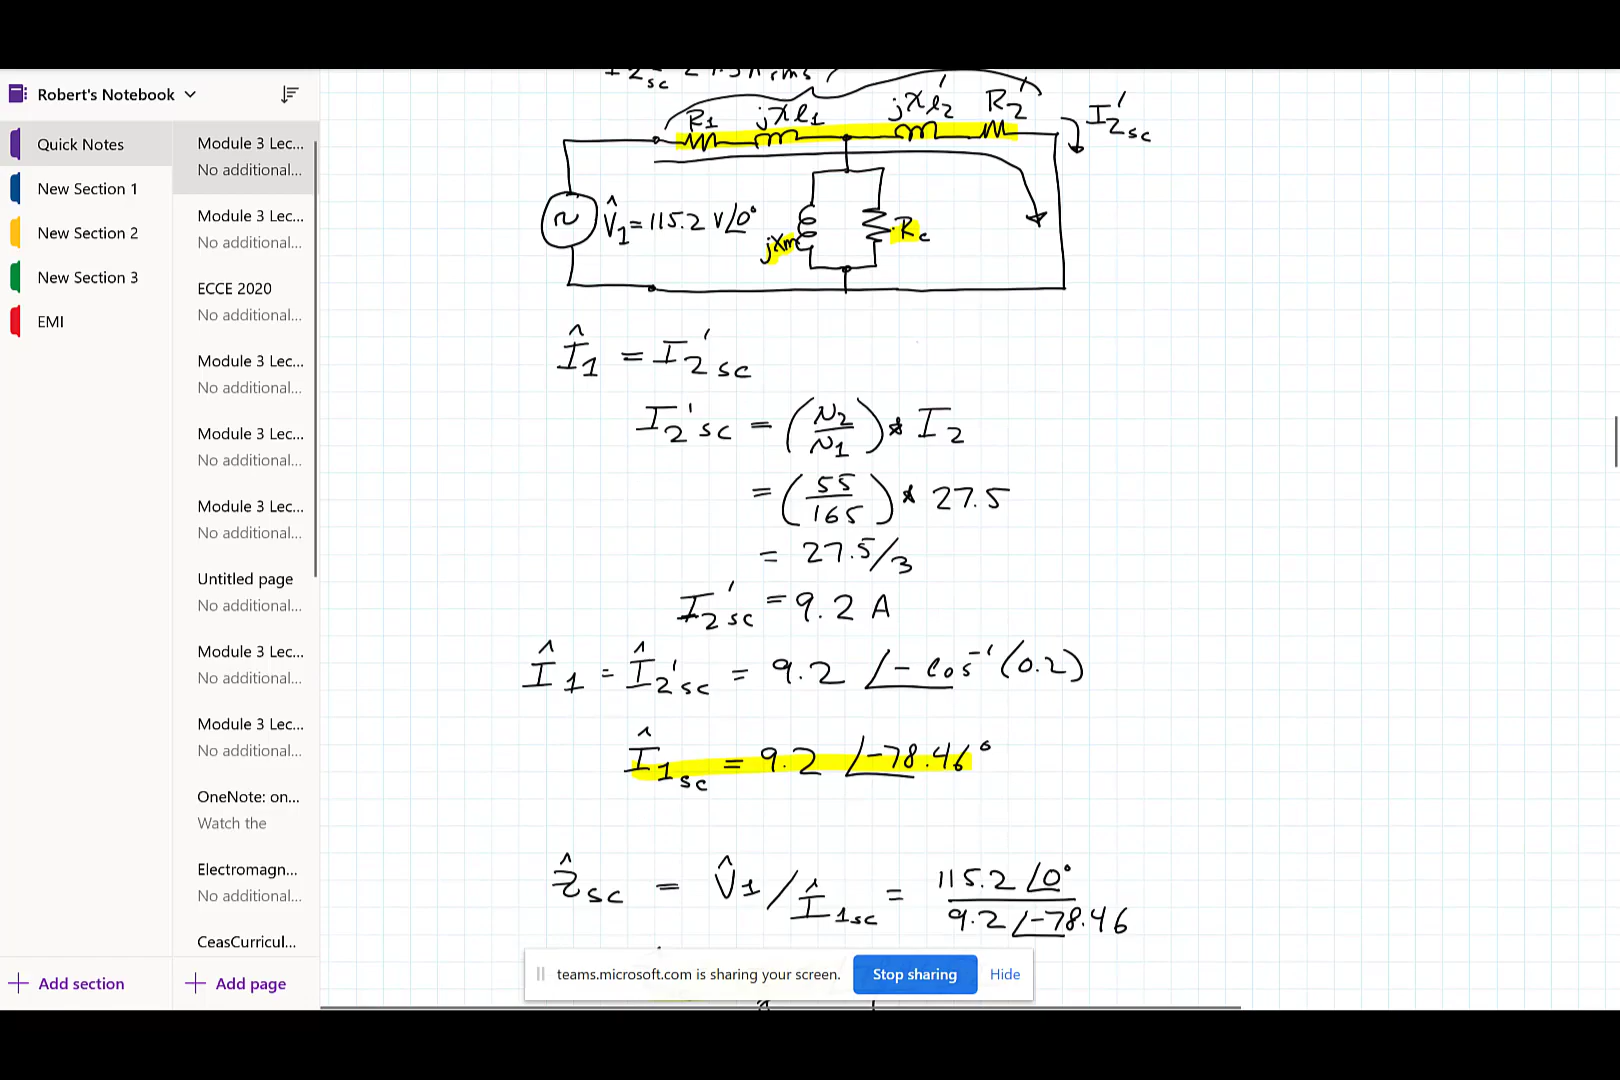 Robert's Notebook
Quick Notes
New Section 1
New Section 2
New Section 3
EMI
Add section
Module 3 Lec...
No additional...
Module 3 Lec...
No additional...
ECCE 2020
No additional...
Module 3 Lec...
No additional...
Module 3 Lec...
No additional...
Module 3 Lec...
No additional...
Untitled page
No additional...
Module 3 Lec...
No additional...
Module 3 Lec...
No additional...
OneNote: on...
Watch the
Electromagn...
No additional...
CeasCurricul...
Add page
R1 jXl1 jXl2' R2' I2'sc
V̂1 = 115.2 V∠0° jXm Rc
Î1 = I2'sc
I2'sc = (N2/N1) * I2
= (55/165) * 27.5
= 27.5/3
I2'sc = 9.2 A
Î1 = Î2'sc = 9.2 ∠-cos⁻¹(0.2)
Î1sc = 9.2 ∠-78.46°
Ẑsc = V̂1/Î1sc = 115.2∠0° / 9.2∠-78.46
teams.microsoft.com is sharing your screen. Stop sharing Hide